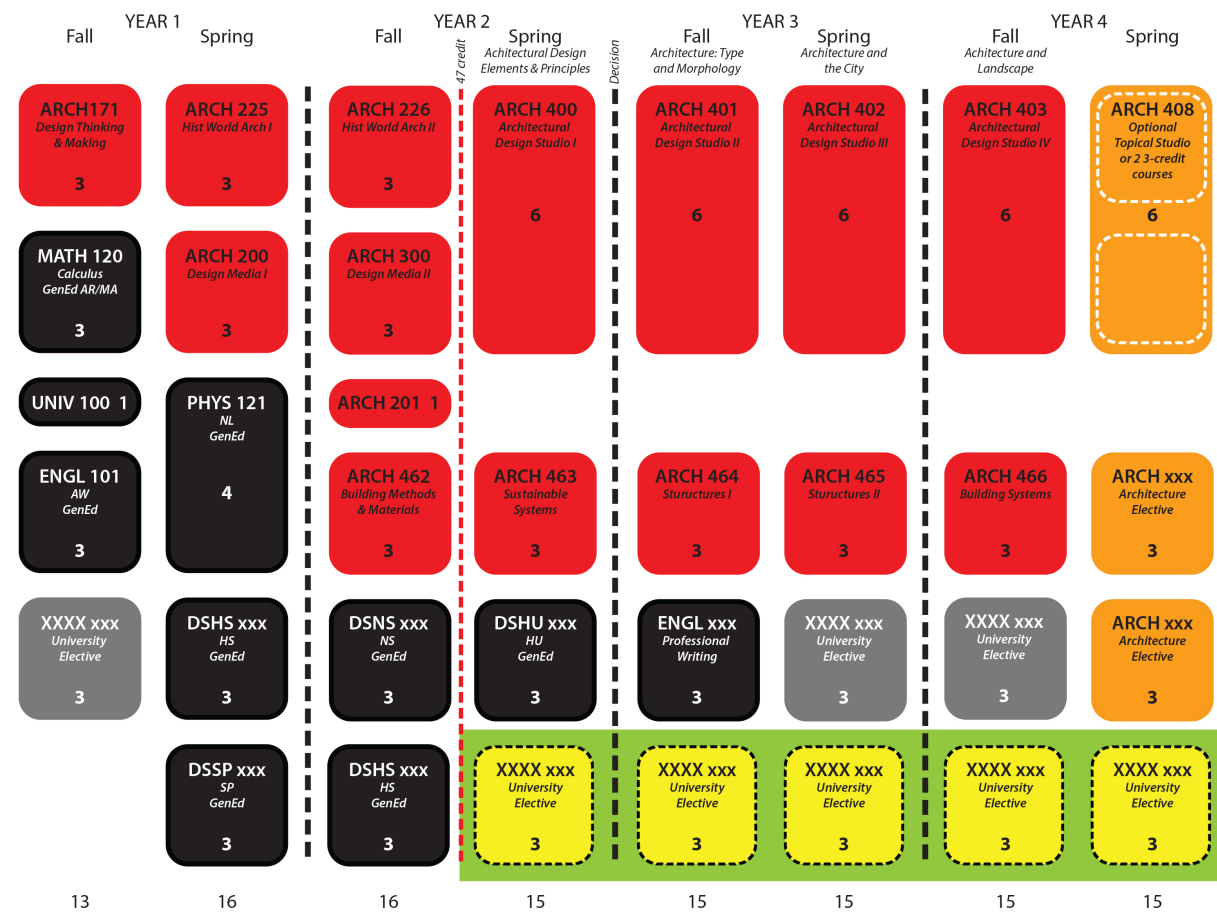 YEAR 1
YEAR 2
YEAR 3
YEAR 4
Fall
Spring
Fall
47 credit
Spring
Achitectural Design
Elements & Principles
Decision
Fall
Architecture: Type
and Morphology
Spring
Architecture and
the City
Fall
Achitecture and
Landscape
Spring
ARCH171
Design Thinking
& Making
3
ARCH 225
Hist World Arch I
3
ARCH 226
Hist World Arch II
3
ARCH 400
Architectural
Design Studio I
6
ARCH 401
Architectural
Design Studio II
6
ARCH 402
Architectural
Design Studio III
6
ARCH 403
Architectural
Design Studio IV
6
ARCH 408
Optional
Topical Studio
or 2 3-credit
courses
6
MATH 120
Calculus
GenEd AR/MA
3
ARCH 200
Design Media I
3
ARCH 300
Design Media II
3
UNIV 100 1
PHYS 121
NL
GenEd
4
ARCH 201 1
ENGL 101
AW
GenEd
3
ARCH 462
Building Methods
& Materials
3
ARCH 463
Sustainable
Systems
3
ARCH 464
Sturuc​tures I
3
ARCH 465
Sturuc​tures II
3
ARCH 466
Building Systems
3
ARCH xxx
Architecture
Elective
3
XXXX xxx
University
Elective
3
DSHS xxx
HS
GenEd
3
DSNS xxx
NS
GenEd
3
DSHU xxx
HU
GenEd
3
ENGL xxx
Professional
Writing
3
XXXX xxx
University
Elective
3
XXXX xxx
University
Elective
3
ARCH xxx
Architecture
Elective
3
DSSP xxx
SP
GenEd
3
DSHS xxx
HS
GenEd
3
XXXX xxx
University
Elective
3
XXXX xxx
University
Elective
3
XXXX xxx
University
Elective
3
XXXX xxx
University
Elective
3
XXXX xxx
University
Elective
3
13
16
16
15
15
15
15
15